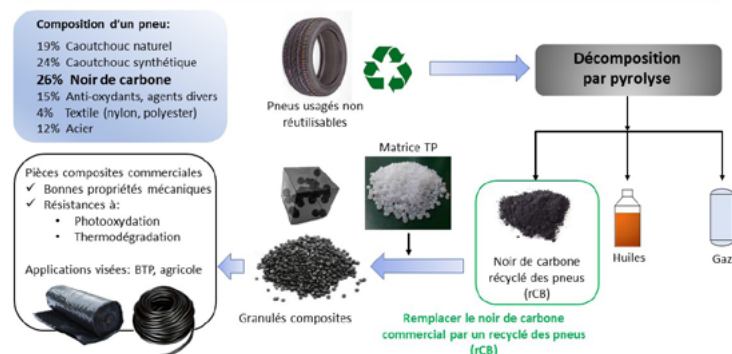 Composition d'un pneu:
19% Caoutchouc naturel
24% Caoutchouc synthétique
26% Noir de carbone
15% Anti-oxydants, agents divers
4% Textile (nylon, polyester)
12% Acier
Pneus usagés non
réutilisables
Décomposition
par pyrolyse
Matrice TP
Pièces composites commerciales
✓ Bonnes propriétés mécaniques
✓ Résistances à:
• Photooxydation
• Thermodégradation
Applications visées: BTP, agricole
Granulés composites
Noir de carbone
récyclé des pneus
(rCB)
Huiles
Gaz
Remplacer le noir de carbone
commercial par un recyclé des pneus
(rCB)